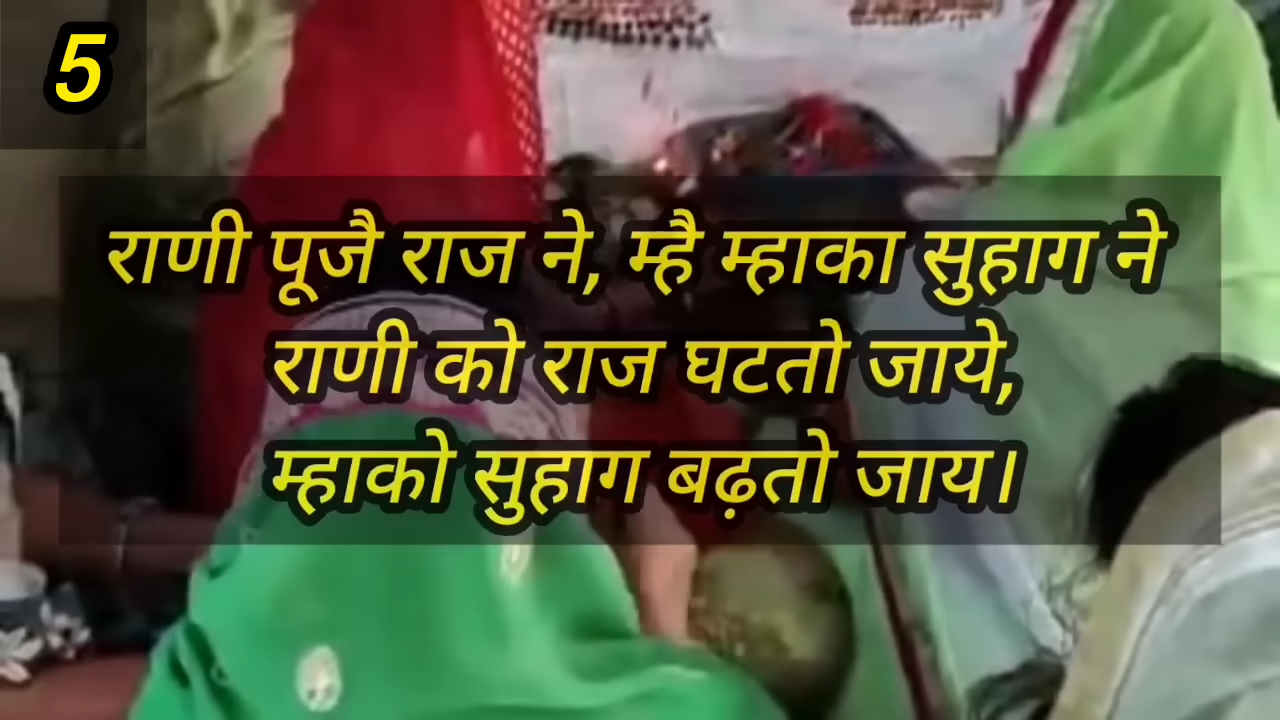 5
राणी पूजै राज ने, म्है म्हाका सुहाग ने
राणी को राज घटतो जाये,
म्हाको सुहाग बढ़तो जाय।